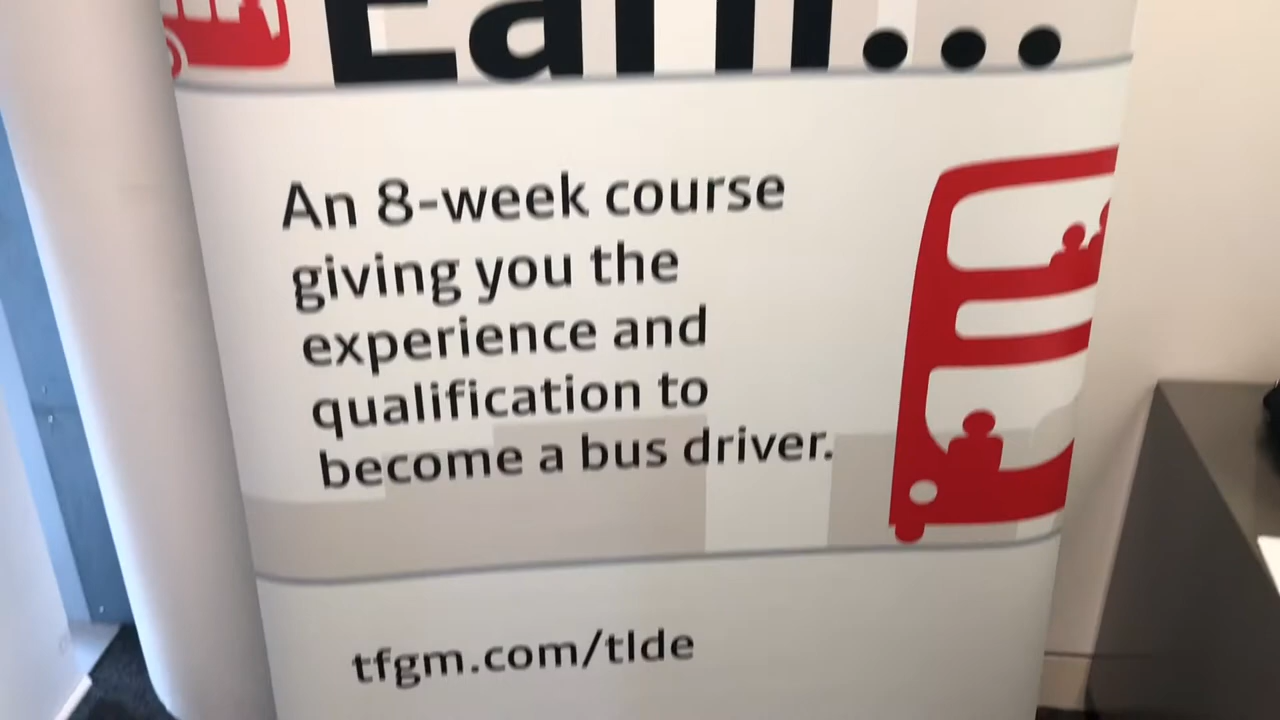 Earn...
An 8-week course
giving you the
experience and
qualification to
become a bus driver.
tfgm.com/tlde